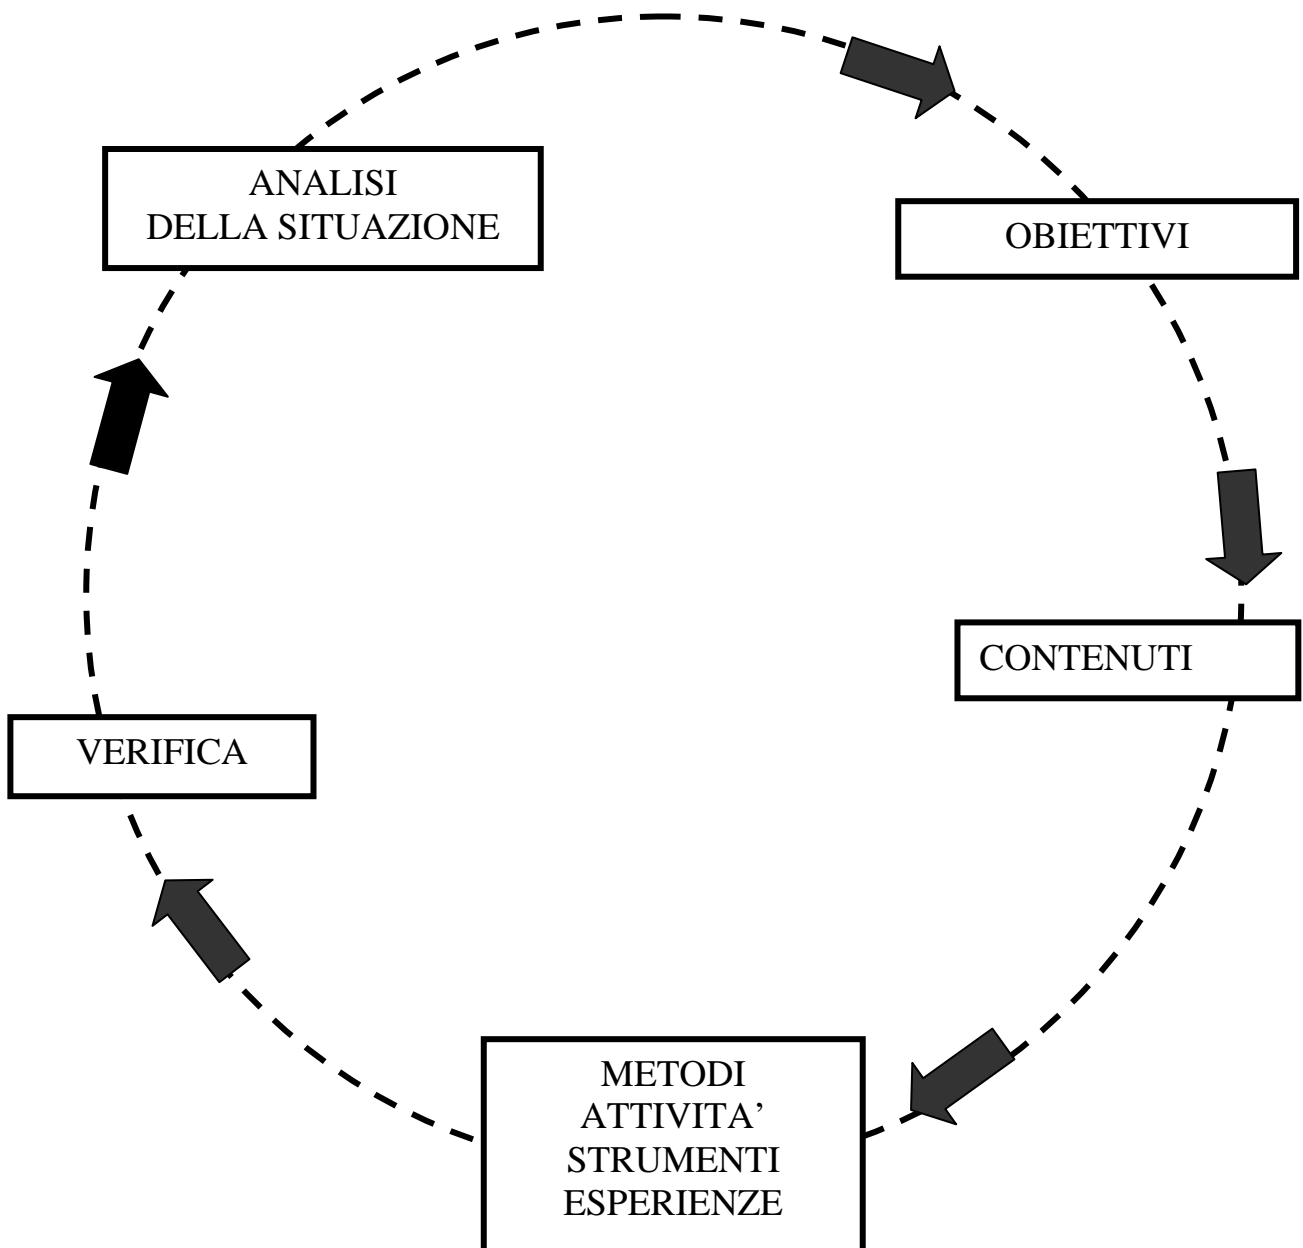 ANALISI
DELLA SITUAZIONE
OBIETTIVI
CONTENUTI
VERIFICA
METODI
ATTIVITA’
STRUMENTI
ESPERIENZE